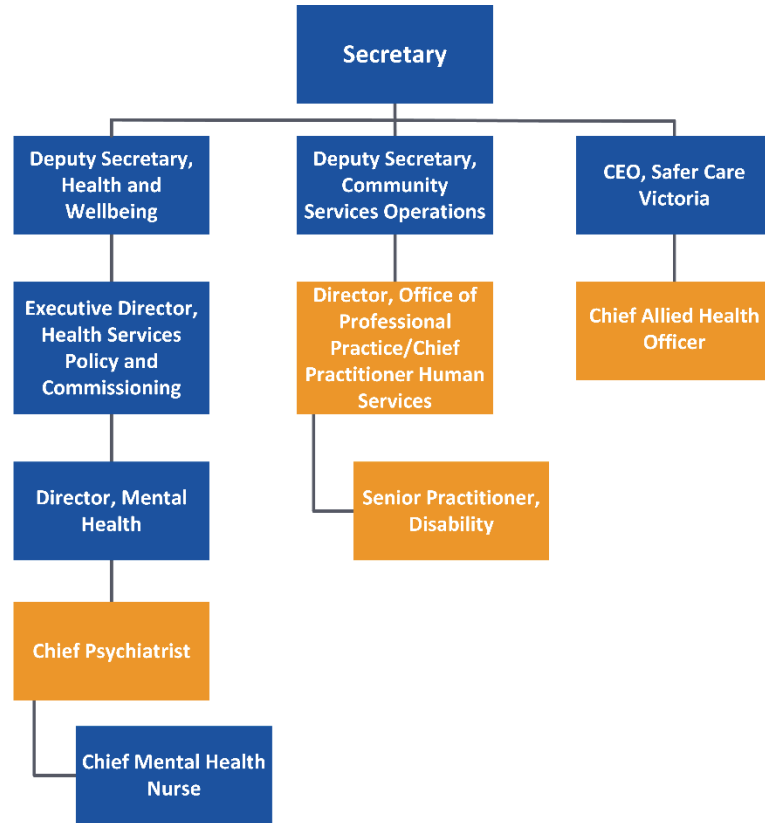 Secretary
Deputy Secretary,
Health and
Wellbeing
Deputy Secretary,
Community
Services Operations
CEO, Safer Care
Victoria
Executive Director,
Health Services
Policy and
Commissioning
Director, Office of
Professional
Practice/Chief
Practitioner Human
Services
Chief Allied Health
Officer
Director, Mental
Health
Senior Practitioner,
Disability
Chief Psychiatrist
Chief Mental Health
Nurse